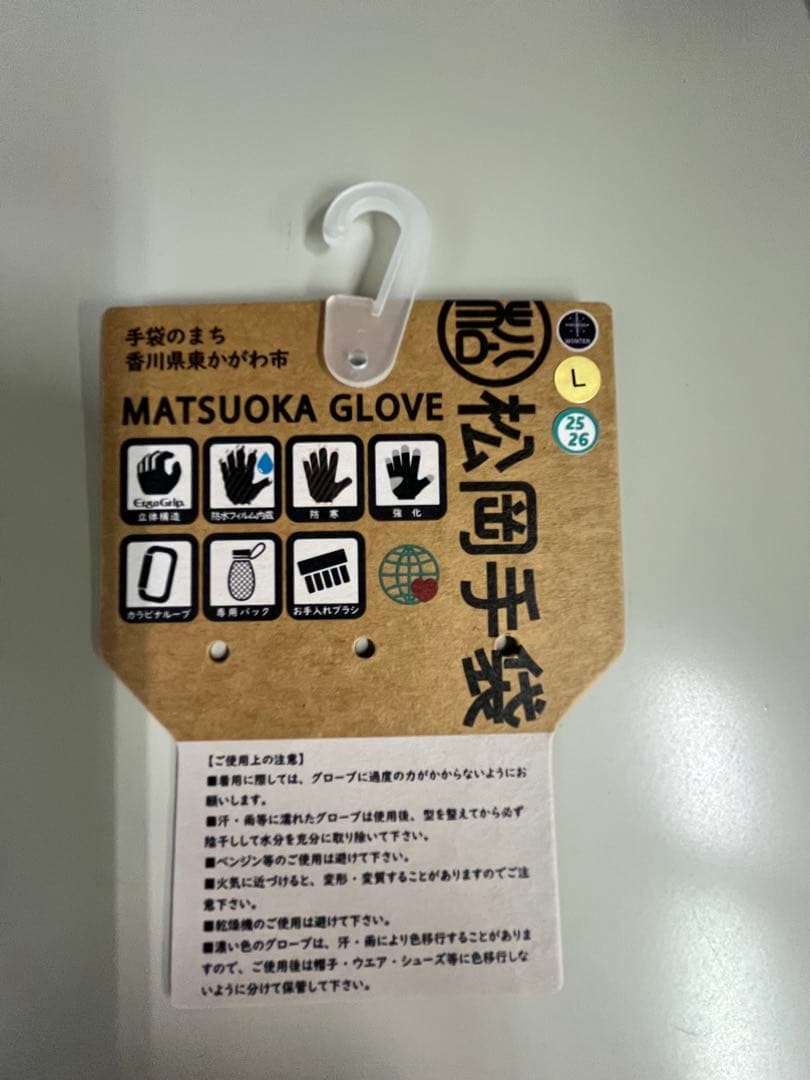 手袋のまち
香川県東かがわ市
MATSUOKA GLOVE
松岡手袋
WINTER
L
25
26
ErgoGrip.
立体構造
防水フィルム内蔵
防寒
強化
カラビナループ
専用パック
お手入れブラシ
【ご使用上の注意】
■着用に際しては、グローブに過度の力がかからないようにお
願いします。
■汗・雨等に濡れたグローブは使用後、型を整えてから必ず
陰干しして水分を充分に取り除いて下さい。
■ベンジン等のご使用は避けて下さい。
■火気に近づけると、変形・変質することがありますのでご注
意下さい。
■乾燥機のご使用は避けて下さい。
■濃い色のグローブは、汗・雨により色移行することがありま
すので、ご使用後は帽子・ウエア・シューズ等に色移行しな
いように分けて保管して下さい。